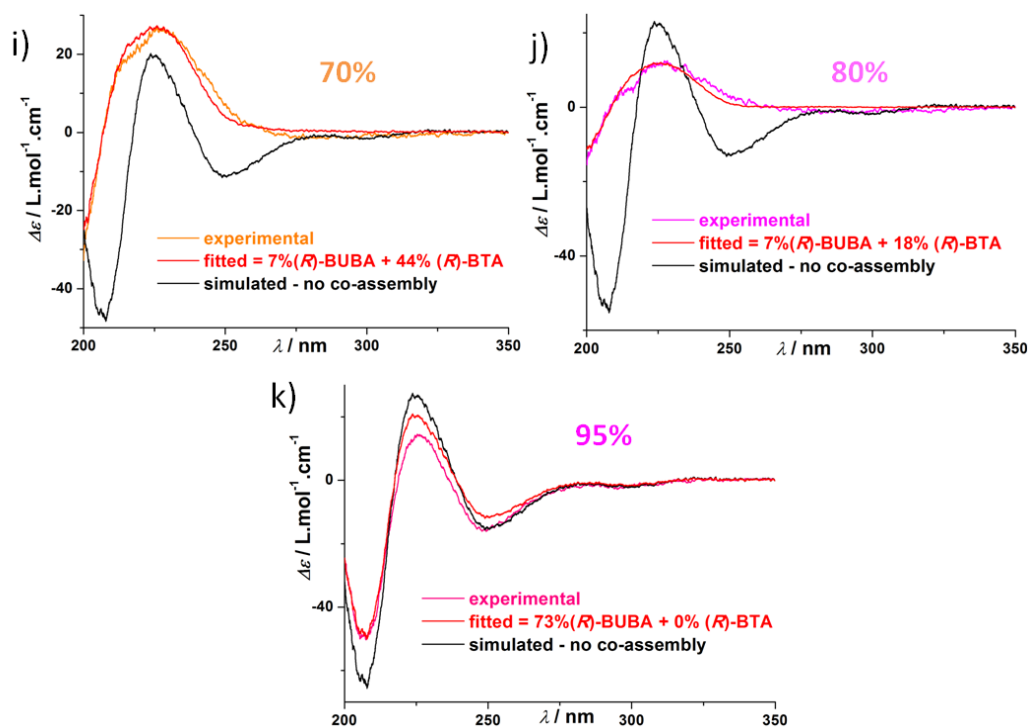 i)
70%
20
0
-20
-40
Δε / L.mol⁻¹.cm⁻¹
experimental
fitted = 7%(R)-BUBA + 44% (R)-BTA
simulated - no co-assembly
200
250
300
350
λ / nm
j)
80%
0
-40
Δε / L.mol⁻¹.cm⁻¹
experimental
fitted = 7%(R)-BUBA + 18% (R)-BTA
simulated - no co-assembly
200
250
300
350
λ / nm
k)
95%
0
-40
Δε / L.mol⁻¹.cm⁻¹
experimental
fitted = 73%(R)-BUBA + 0% (R)-BTA
simulated - no co-assembly
200
250
300
350
λ / nm